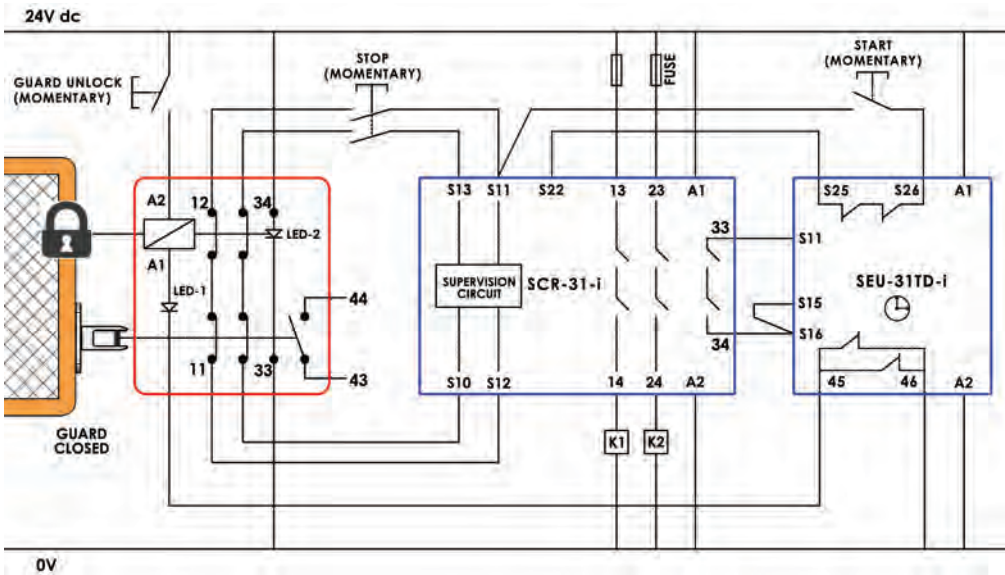 24V dc
GUARD UNLOCK
(MOMENTARY)
STOP
(MOMENTARY)
FUSE
START
(MOMENTARY)
A2
12
34
LED-2
A1
LED-1
44
11
33
43
GUARD
CLOSED
S13
S11
S22
13
23
A1
33
SUPERVISION
CIRCUIT
SCR-31-i
34
S10
S12
14
24
A2
K1
K2
S25
S26
A1
S11
SEU-31TD-i
S15
S16
45
46
A2
0V